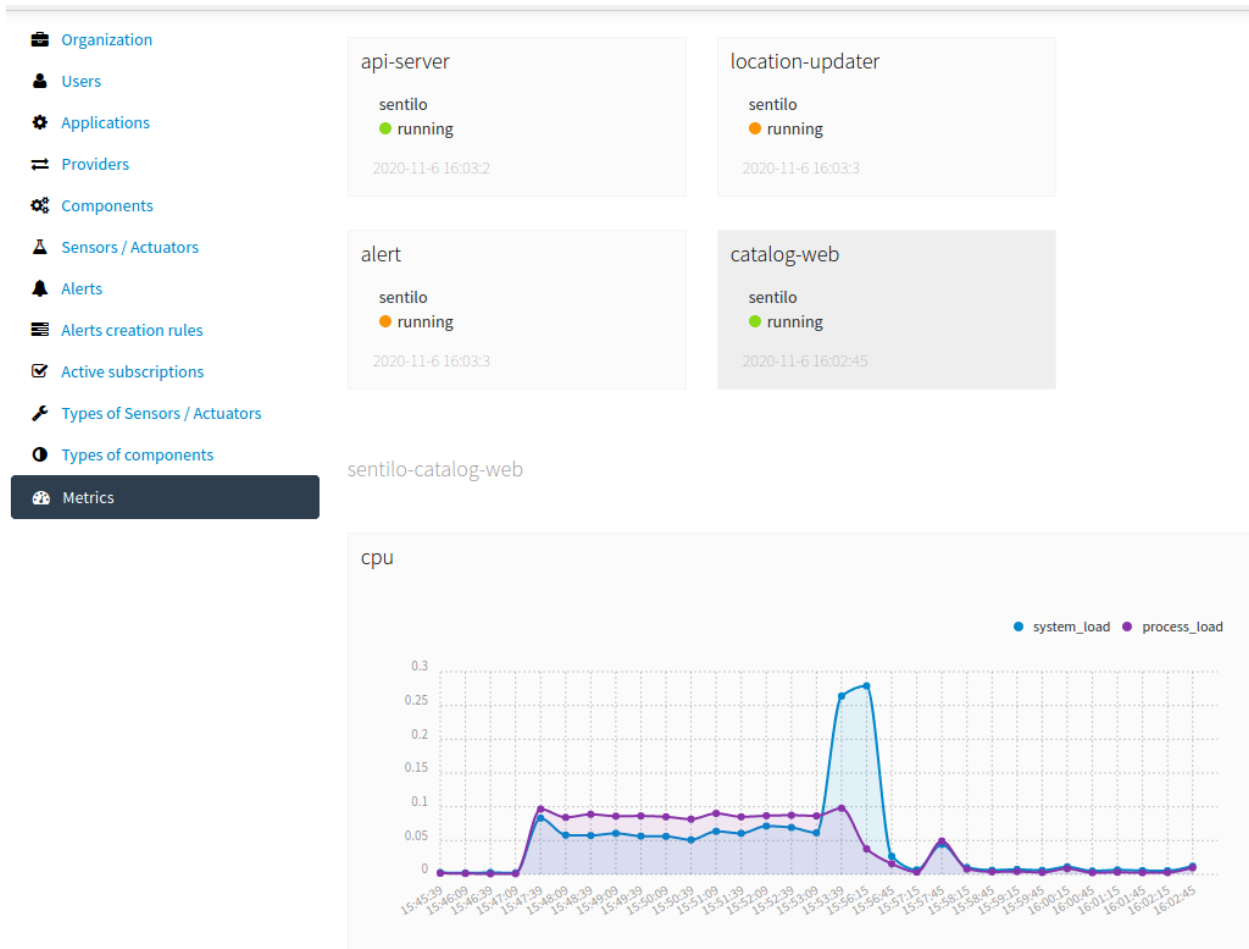 Organization
Users
Applications
Providers
Components
Sensors / Actuators
Alerts
Alerts creation rules
Active subscriptions
Types of Sensors / Actuators
Types of components
Metrics
api-server
sentilo
running
2020-11-6 16:03:2
location-updater
sentilo
running
2020-11-6 16:03:3
alert
sentilo
running
2020-11-6 16:03:3
catalog-web
sentilo
running
2020-11-6 16:02:45
sentilo-catalog-web
cpu
system_load process_load
0.3
0.25
0.2
0.15
0.1
0.05
0
15:45:39 15:46:09 15:46:39 15:47:09 15:47:39 15:48:09 15:48:39 15:49:09 15:49:39 15:50:09 15:50:39 15:51:09 15:51:39 15:52:09 15:52:39 15:53:09 15:53:39 15:56:15 15:56:45 15:57:15 15:57:45 15:58:15 15:58:45 15:59:15 15:59:45 16:00:15 16:00:45 16:01:15 16:01:45 16:02:15 16:02:45